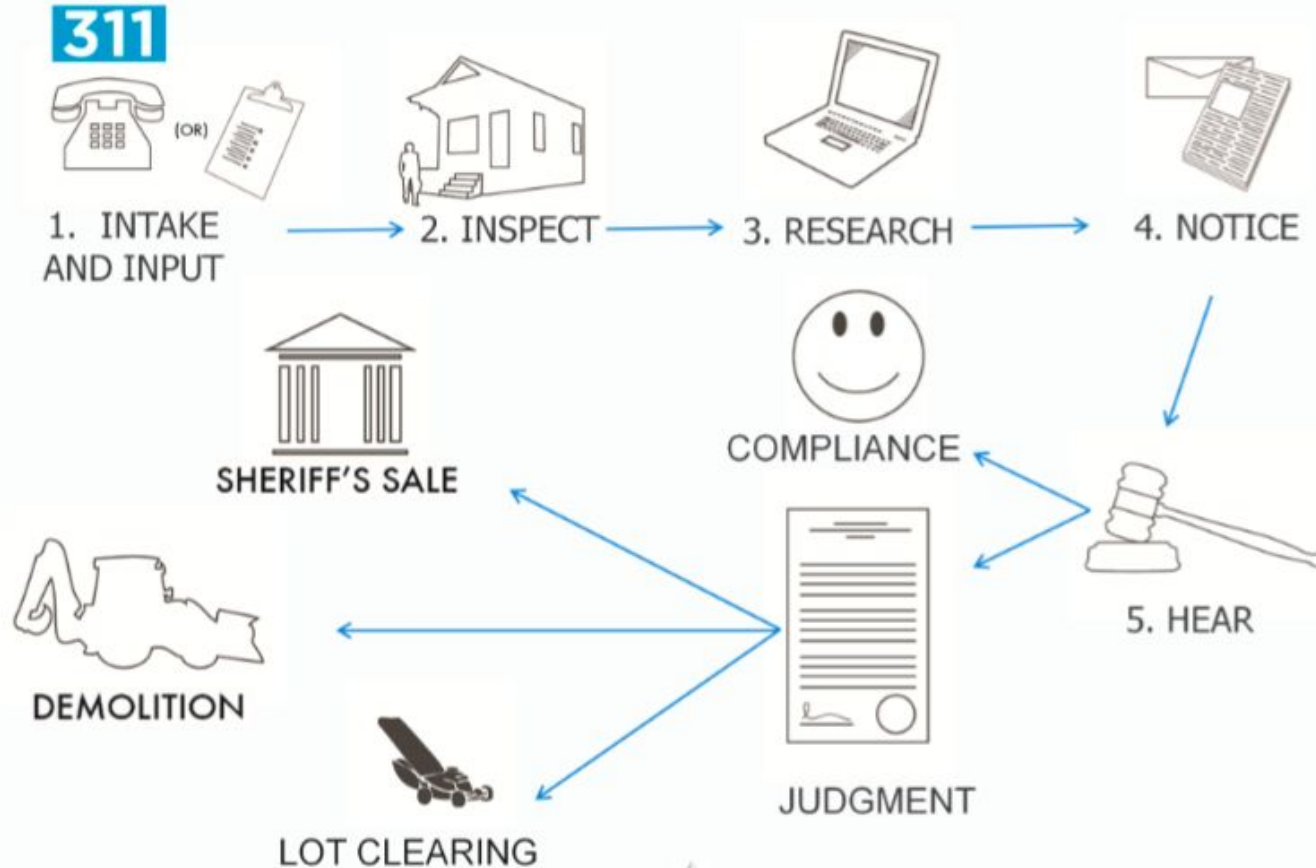 311
(OR)
1. INTAKE
AND INPUT
2. INSPECT
3. RESEARCH
4. NOTICE
COMPLIANCE
SHERIFF'S SALE
5. HEAR
DEMOLITION
JUDGMENT
LOT CLEARING